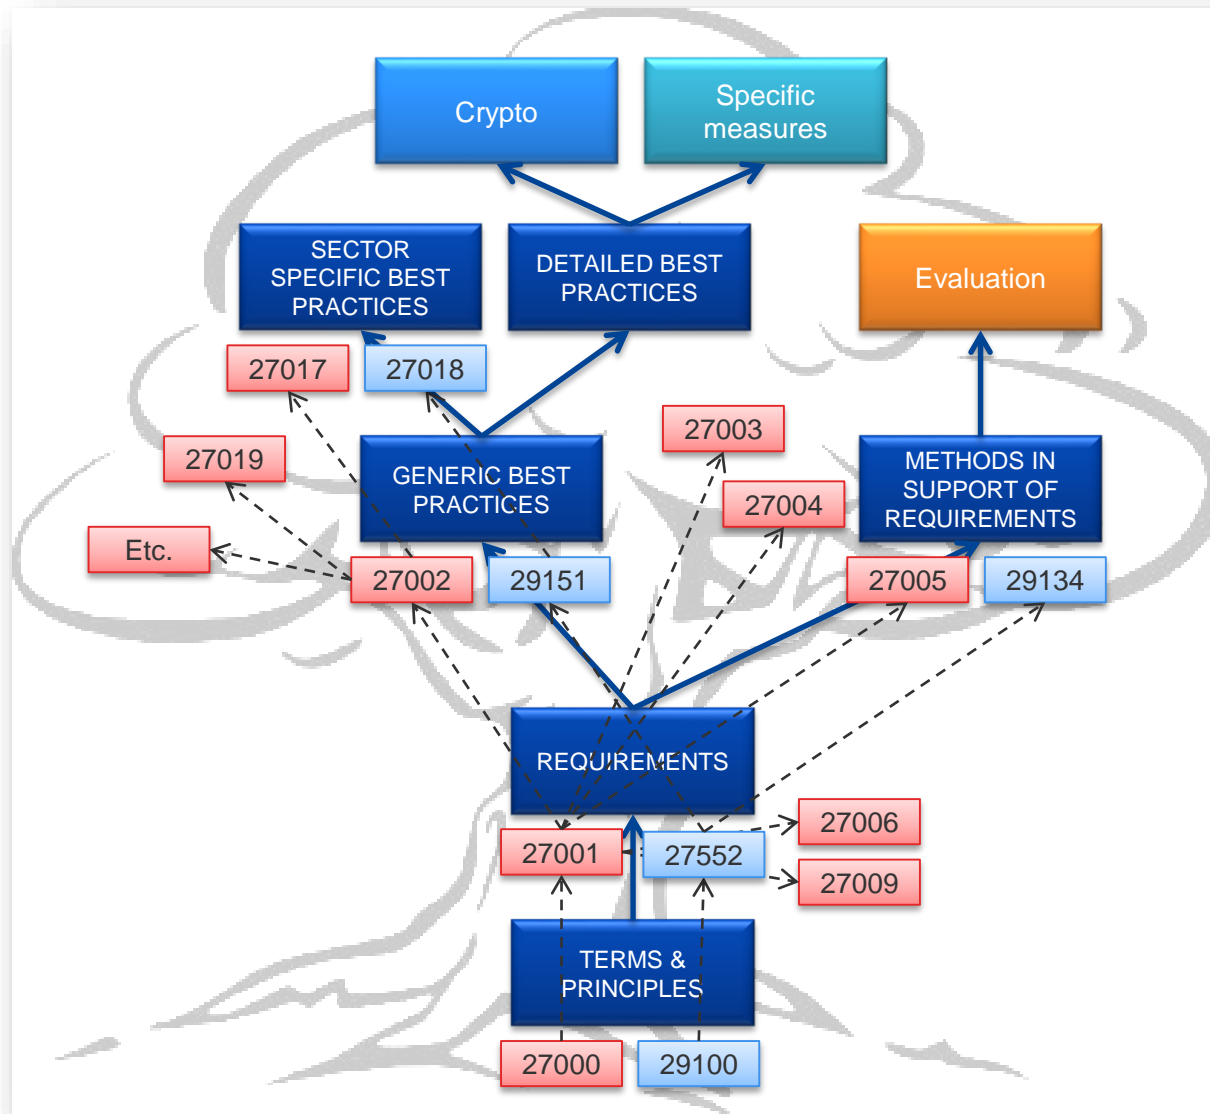 Crypto
Specific
measures
SECTOR
SPECIFIC BEST
PRACTICES
DETAILED BEST
PRACTICES
Evaluation
27017
27018
27003
27019
GENERIC BEST
PRACTICES
METHODS IN
SUPPORT OF
REQUIREMENTS
27004
Etc.
27002
29151
27005
29134
REQUIREMENTS
27006
27001
27552
27009
TERMS &
PRINCIPLES
27000
29100